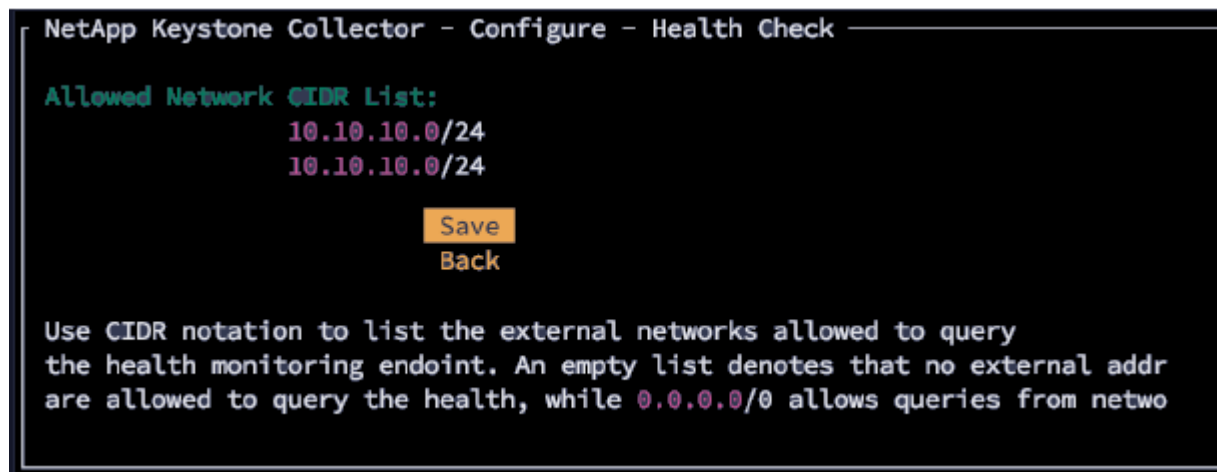 NetApp Keystone Collector - Configure - Health Check
Allowed Network CIDR List:
10.10.10.0/24
10.10.10.0/24
Save
Back
Use CIDR notation to list the external networks allowed to query
the health monitoring endoint. An empty list denotes that no external addr
are allowed to query the health, while 0.0.0.0/0 allows queries from netwo